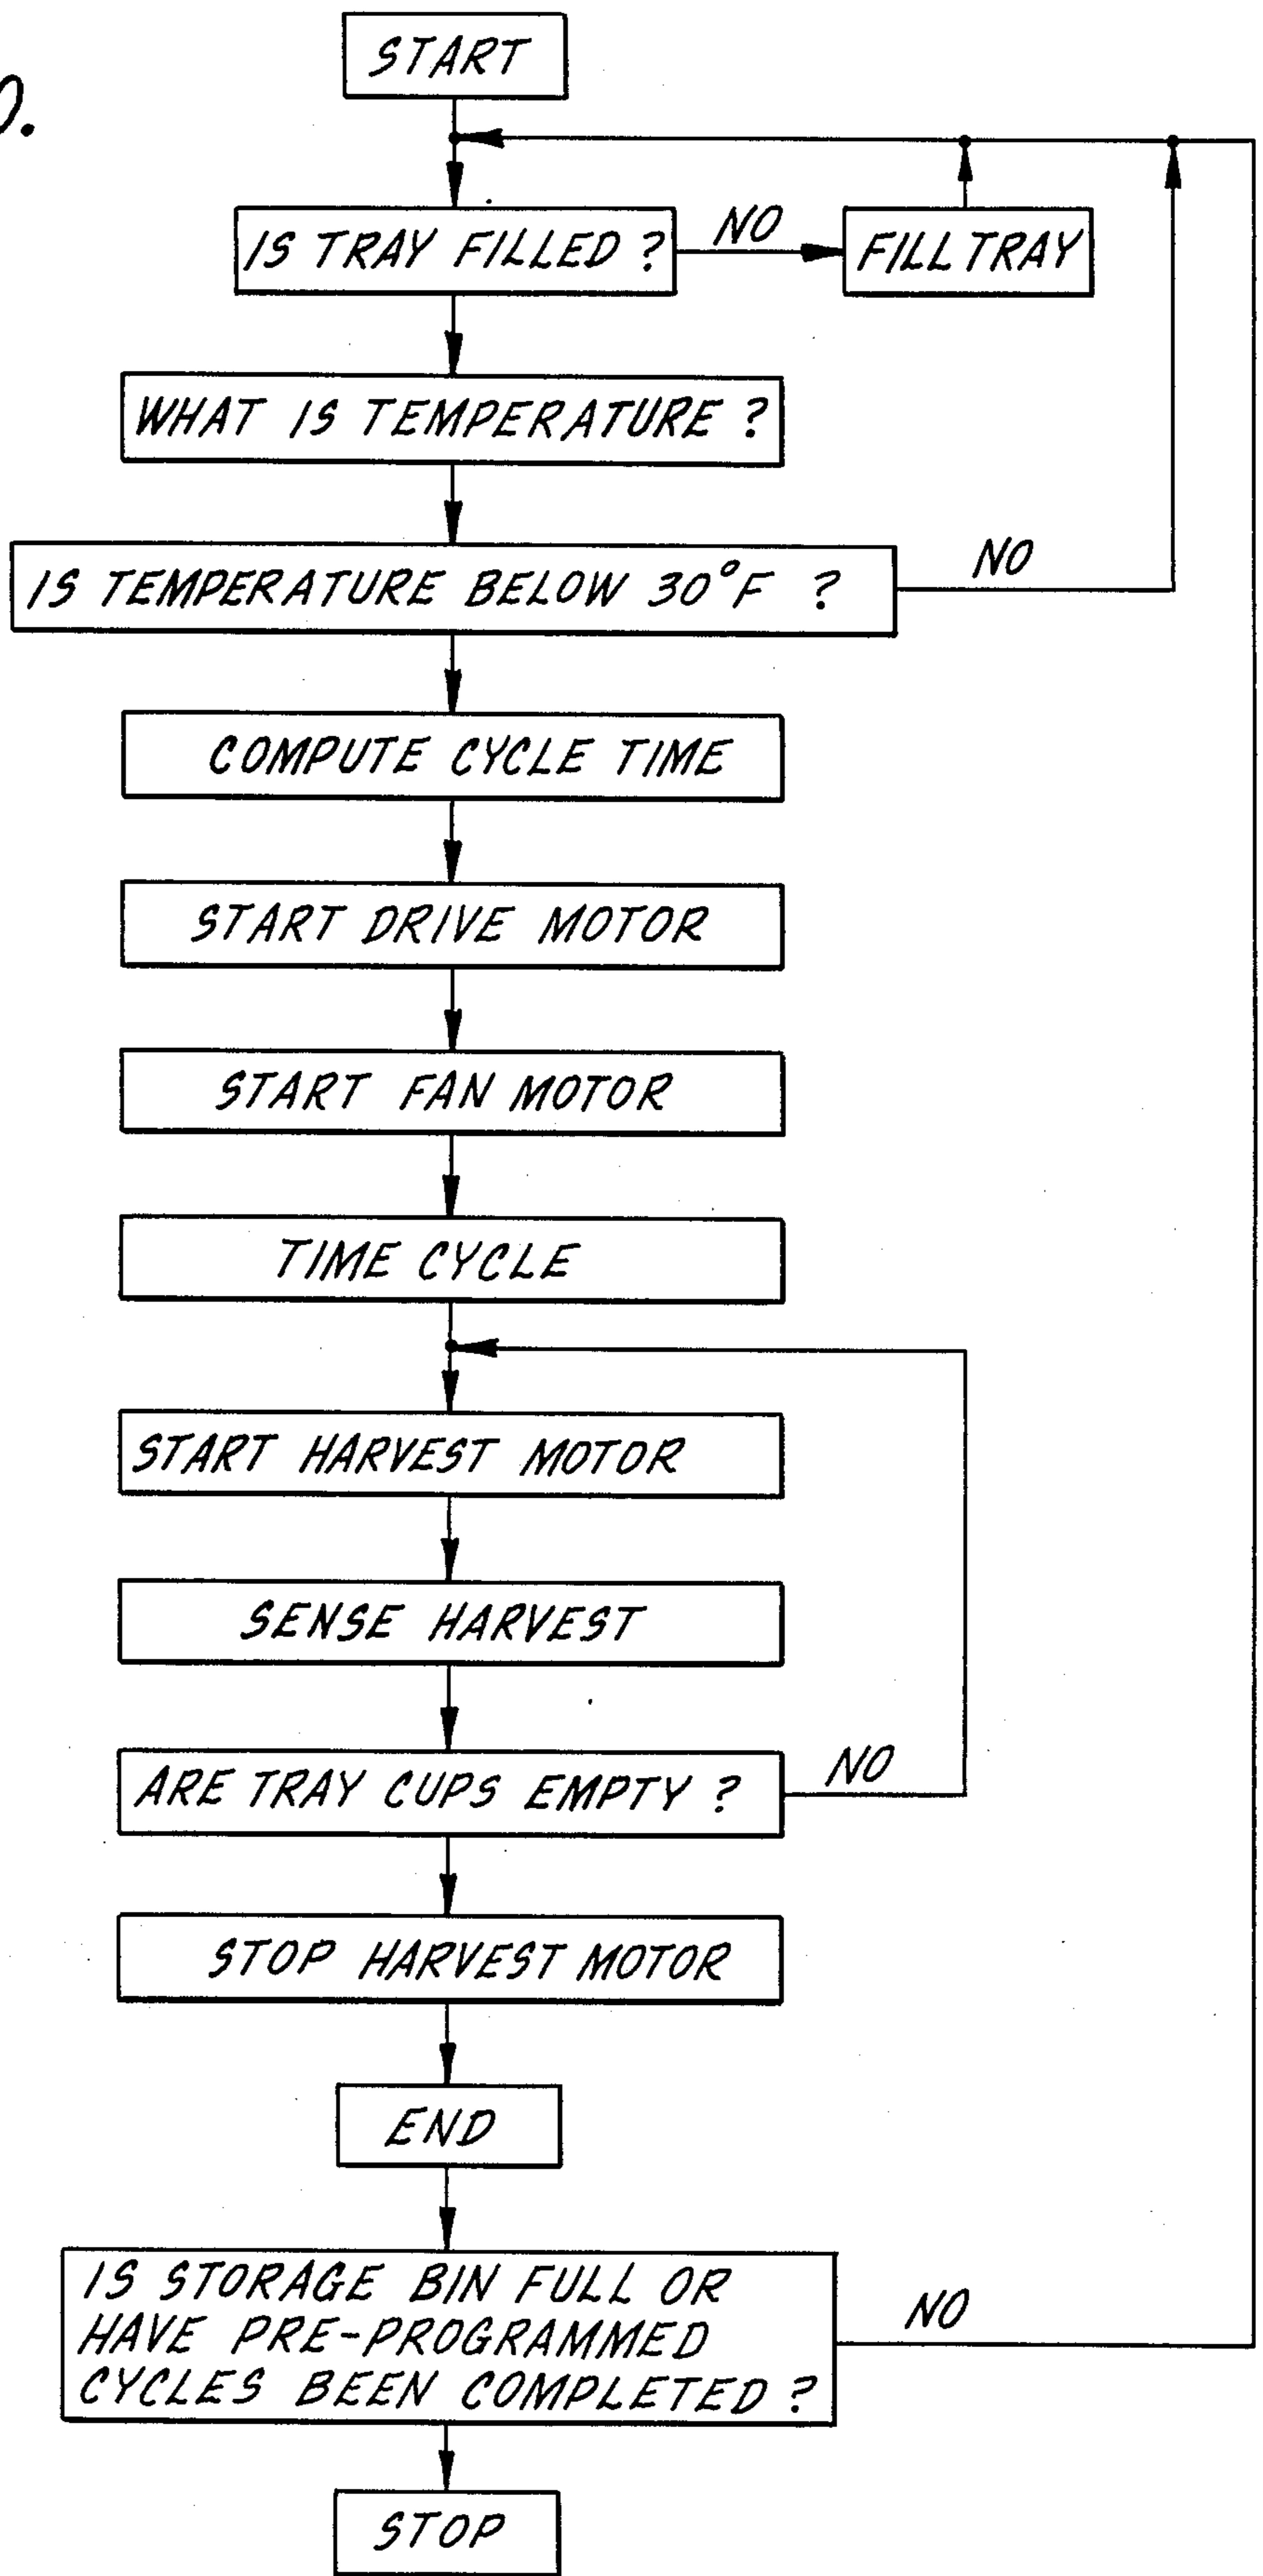 START
IS TRAY FILLED ?
NO
FILL TRAY
WHAT IS TEMPERATURE ?
IS TEMPERATURE BELOW 30°F ?
NO
COMPUTE CYCLE TIME
START DRIVE MOTOR
START FAN MOTOR
TIME CYCLE
START HARVEST MOTOR
SENSE HARVEST
ARE TRAY CUPS EMPTY ?
NO
STOP HARVEST MOTOR
END
IS STORAGE BIN FULL OR
HAVE PRE-PROGRAMMED
CYCLES BEEN COMPLETED ?
NO
STOP